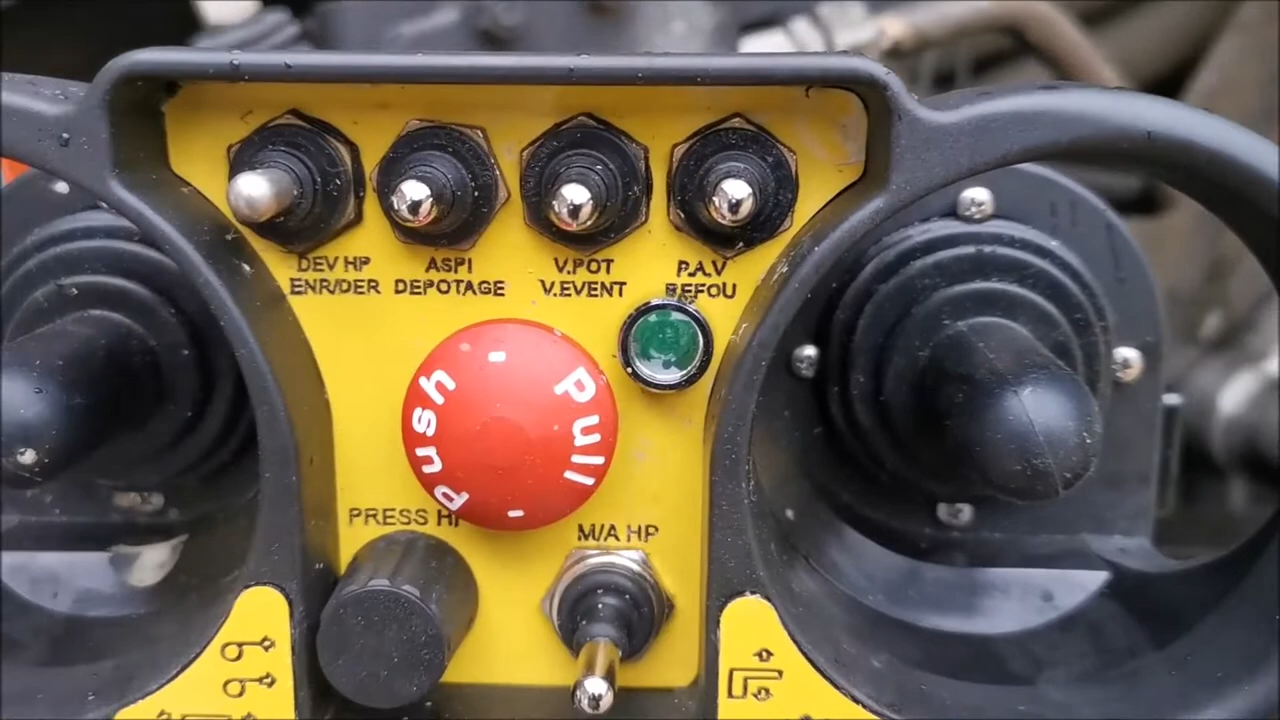 DEV HP
ENR/DER
ASPI
DEPOTAGE
V.POT
V.EVENT
P.A.V
REFOU
Push
Pull
PRESS HP
M/A HP